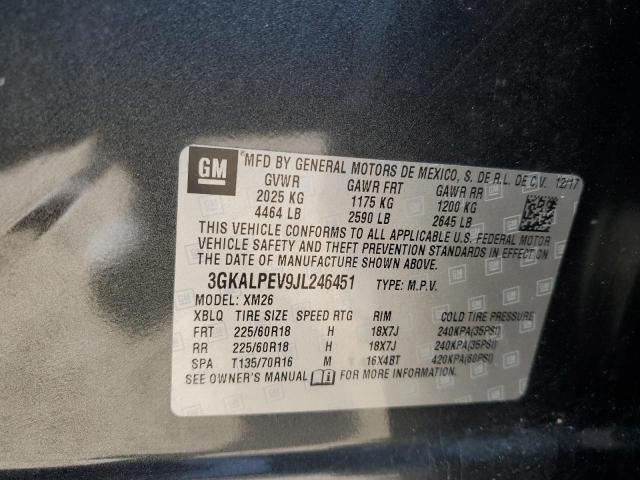 GM
*MFD BY GENERAL MOTORS DE MEXICO, S. DE R.L. DE C.V. 12/17
GVWR GAWR FRT GAWR RR
2025 KG 1175 KG 1200 KG
4464 LB 2590 LB 2645 LB
THIS VEHICLE CONFORMS TO ALL APPLICABLE U.S. FEDERAL MOTOR
VEHICLE SAFETY AND THEFT PREVENTION STANDARDS IN EFFECT ON
THE DATE OF MANUFACTURE SHOWN ABOVE.
3GKALPEV9JL246451 TYPE: M.P.V.
MODEL: XM26
XBLQ TIRE SIZE SPEED RTG RIM COLD TIRE PRESSURE
FRT 225/60R18 H 18X7J 240KPA(35PSI)
RR 225/60R18 H 18X7J 240KPA(35PSI)
SPA T135/70R16 M 16X4BT 420KPA(60PSI)
SEE OWNER'S MANUAL FOR MORE INFORMATION.